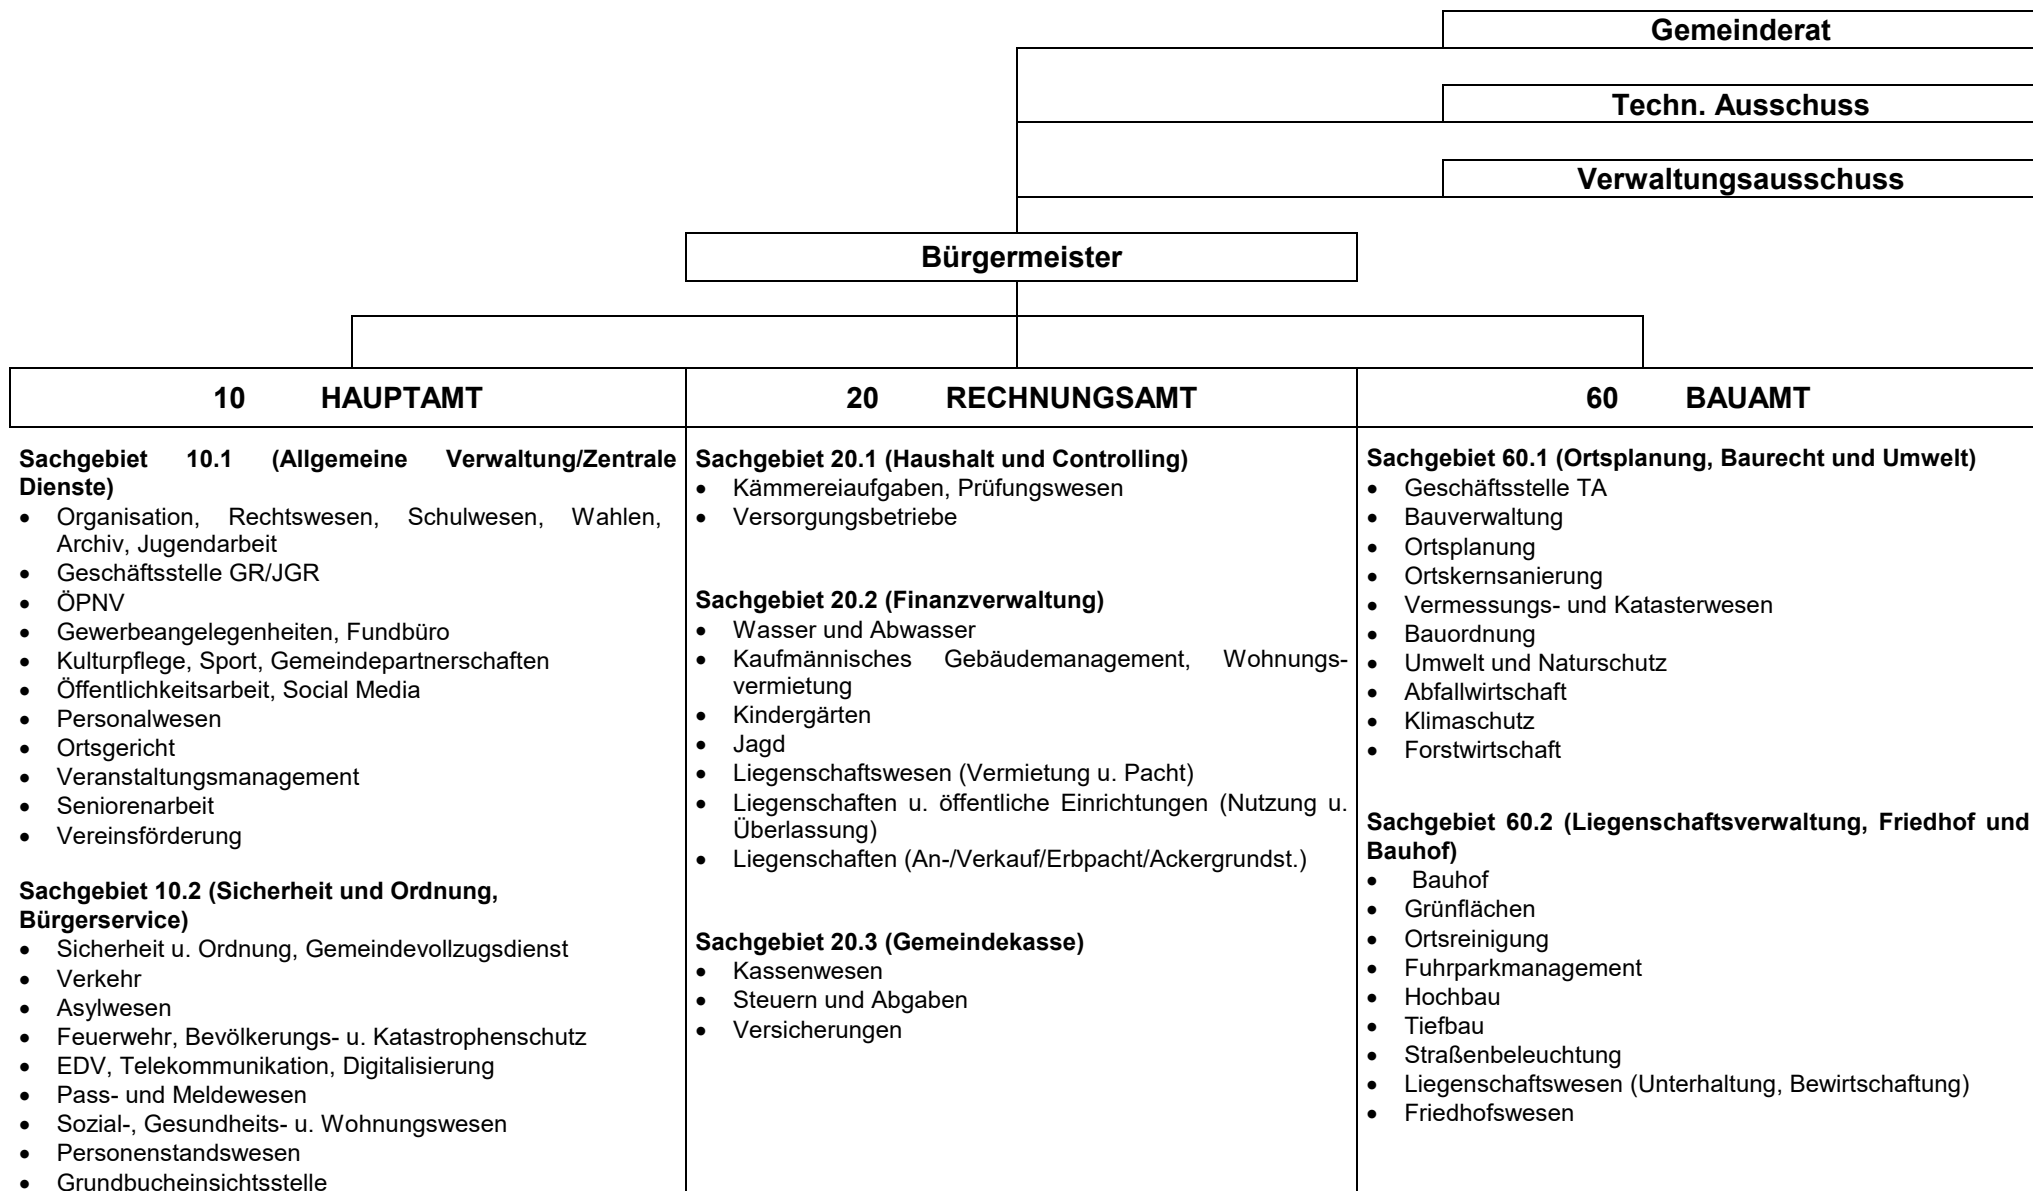 Gemeinderat
Techn. Ausschuss
Verwaltungsausschuss
Bürgermeister
10 HAUPTAMT
Sachgebiet 10.1 (Allgemeine Verwaltung/Zentrale
Dienste)
• Organisation, Rechtswesen, Schulwesen, Wahlen,
Archiv, Jugendarbeit
• Geschäftsstelle GR/JGR
• ÖPNV
• Gewerbeangelegenheiten, Fundbüro
• Kulturpflege, Sport, Gemeindepartnerschaften
• Öffentlichkeitsarbeit, Social Media
• Personalwesen
• Ortsgericht
• Veranstaltungsmanagement
• Seniorenarbeit
• Vereinsförderung
Sachgebiet 10.2 (Sicherheit und Ordnung,
Bürgerservice)
• Sicherheit u. Ordnung, Gemeindevollzugsdienst
• Verkehr
• Asylwesen
• Feuerwehr, Bevölkerungs- u. Katastrophenschutz
• EDV, Telekommunikation, Digitalisierung
• Pass- und Meldewesen
• Sozial-, Gesundheits- u. Wohnungswesen
• Personenstandswesen
• Grundbucheinsichtsstelle
20 RECHNUNGSAMT
Sachgebiet 20.1 (Haushalt und Controlling)
• Kämmereiaufgaben, Prüfungswesen
• Versorgungsbetriebe
Sachgebiet 20.2 (Finanzverwaltung)
• Wasser und Abwasser
• Kaufmännisches Gebäudemanagement, Wohnungs-
vermietung
• Kindergärten
• Jagd
• Liegenschaftswesen (Vermietung u. Pacht)
• Liegenschaften u. öffentliche Einrichtungen (Nutzung u.
Überlassung)
• Liegenschaften (An-/Verkauf/Erbpacht/Ackergrundst.)
Sachgebiet 20.3 (Gemeindekasse)
• Kassenwesen
• Steuern und Abgaben
• Versicherungen
60 BAUAMT
Sachgebiet 60.1 (Ortsplanung, Baurecht und Umwelt)
• Geschäftsstelle TA
• Bauverwaltung
• Ortsplanung
• Ortskernsanierung
• Vermessungs- und Katasterwesen
• Bauordnung
• Umwelt und Naturschutz
• Abfallwirtschaft
• Klimaschutz
• Forstwirtschaft
Sachgebiet 60.2 (Liegenschaftsverwaltung, Friedhof und
Bauhof)
• Bauhof
• Grünflächen
• Ortsreinigung
• Fuhrparkmanagement
• Hochbau
• Tiefbau
• Straßenbeleuchtung
• Liegenschaftswesen (Unterhaltung, Bewirtschaftung)
• Friedhofswesen